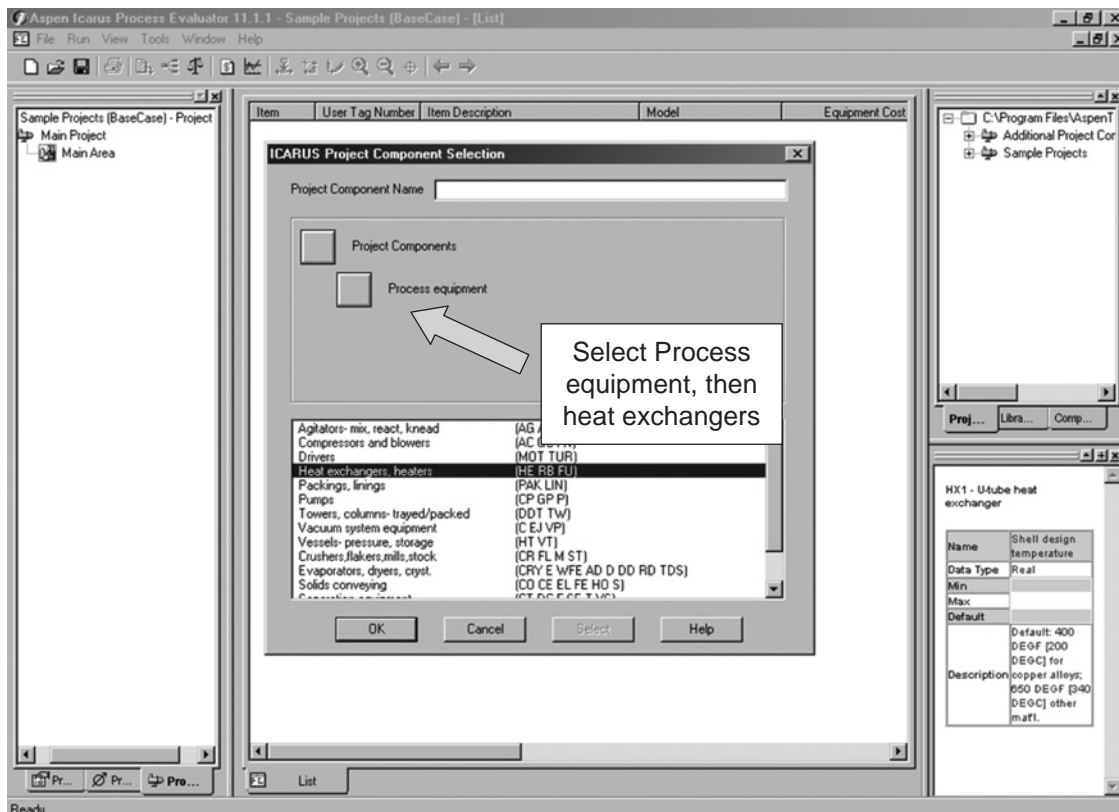 Aspen Icarus Process Evaluator 11.1.1 - Sample Projects (BaseCase) - [List]
File Run View Tools Window Help
Sample Projects (BaseCase) - Project
Main Project
Main Area
Item User Tag Number Item Description Model Equipment Cost
ICARUS Project Component Selection
Project Component Name
Project Components
Process equipment
Select Process
equipment, then
heat exchangers
Agitators- mix, react, knead (AG
Compressors and blowers (AC
Drivers (MOT TUR)
Heat exchangers, heaters (HE RB FU)
Packings, linings (PAK LIN)
Pumps (CP GP P)
Towers, columns- trayed/packed (DDT TW)
Vacuum system equipment (C EJ VP)
Vessels- pressure, storage (HT VT)
Crushers,flakers,mills,stock (CR FL M ST)
Evaporators, dryers, cryst. (CRY E WFE AD D DD RD TDS)
Solids conveying (CO CE EL FE HO S)
OK Cancel Select Help
C:\Program Files\AspenT
Additional Project Cor
Sample Projects
Proj... Libra... Comp...
HX1 - U-tube heat
exchanger
Name Shell design
temperature
Data Type Real
Min
Max
Default
Description Default: 400
DEGF [200
DEGC] for
copper alloys;
650 DEGF [340
DEGC] other
mat'l.
Pr... Pr... Pro...
List
Ready